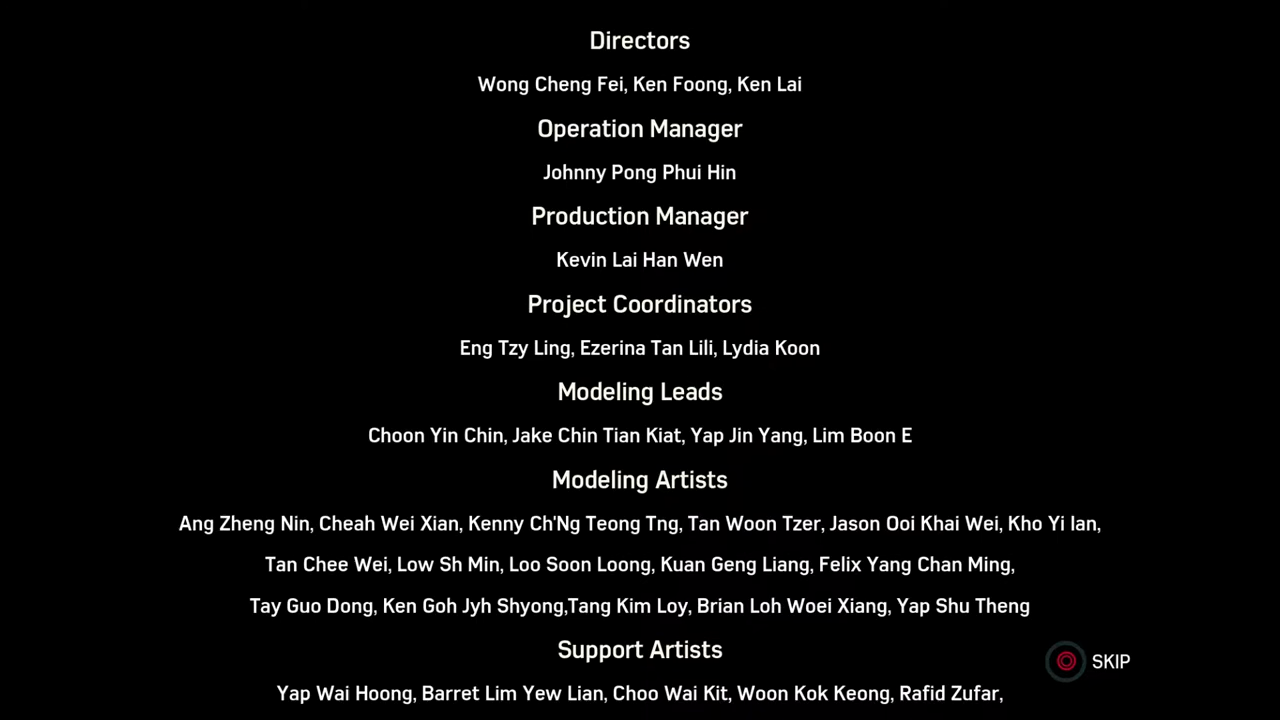 Directors
Wong Cheng Fei, Ken Foong, Ken Lai
Operation Manager
Johnny Pong Phui Hin
Production Manager
Kevin Lai Han Wen
Project Coordinators
Eng Tzy Ling, Ezerina Tan Lili, Lydia Koon
Modeling Leads
Choon Yin Chin, Jake Chin Tian Kiat, Yap Jin Yang, Lim Boon E
Modeling Artists
Ang Zheng Nin, Cheah Wei Xian, Kenny Ch'Ng Teong Tng, Tan Woon Tzer, Jason Ooi Khai Wei, Kho Yi Ian,
Tan Chee Wei, Low Sh Min, Loo Soon Loong, Kuan Geng Liang, Felix Yang Chan Ming,
Tay Guo Dong, Ken Goh Jyh Shyong,Tang Kim Loy, Brian Loh Woei Xiang, Yap Shu Theng
Support Artists
SKIP
Yap Wai Hoong, Barret Lim Yew Lian, Choo Wai Kit, Woon Kok Keong, Rafid Zufar,